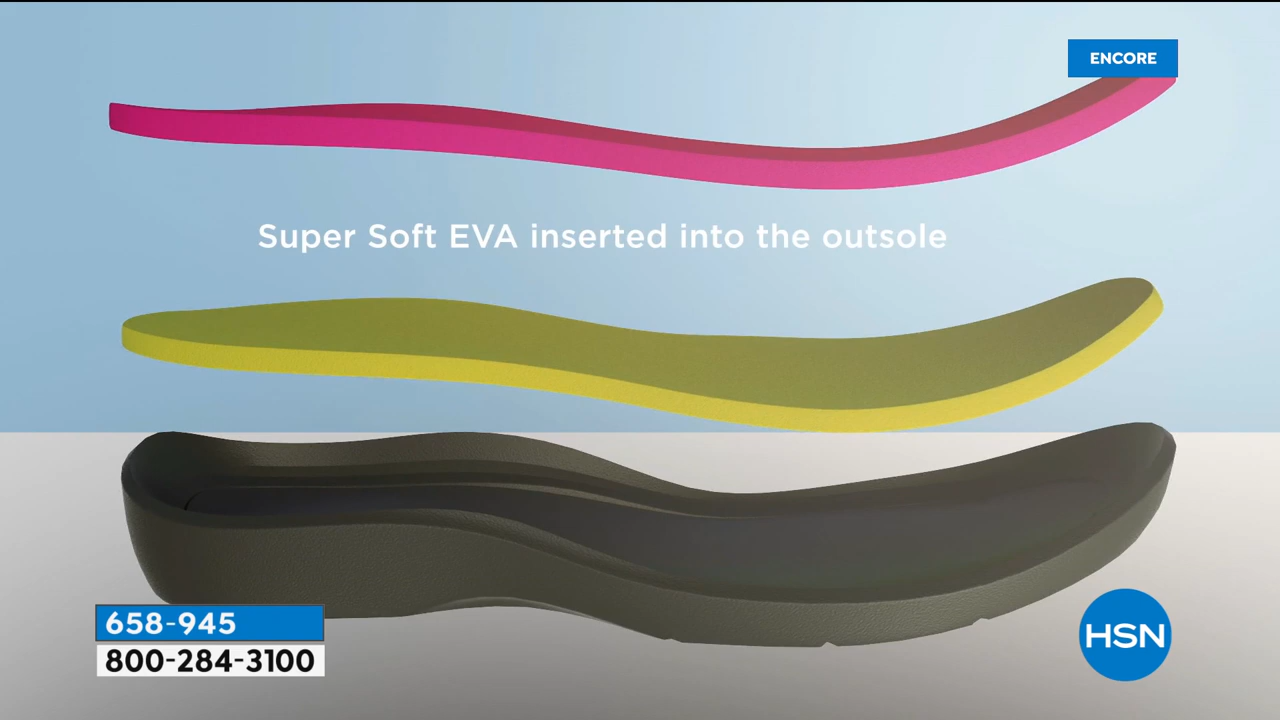 ENCORE
Super Soft EVA inserted into the outsole
658-945
800-284-3100
HSN